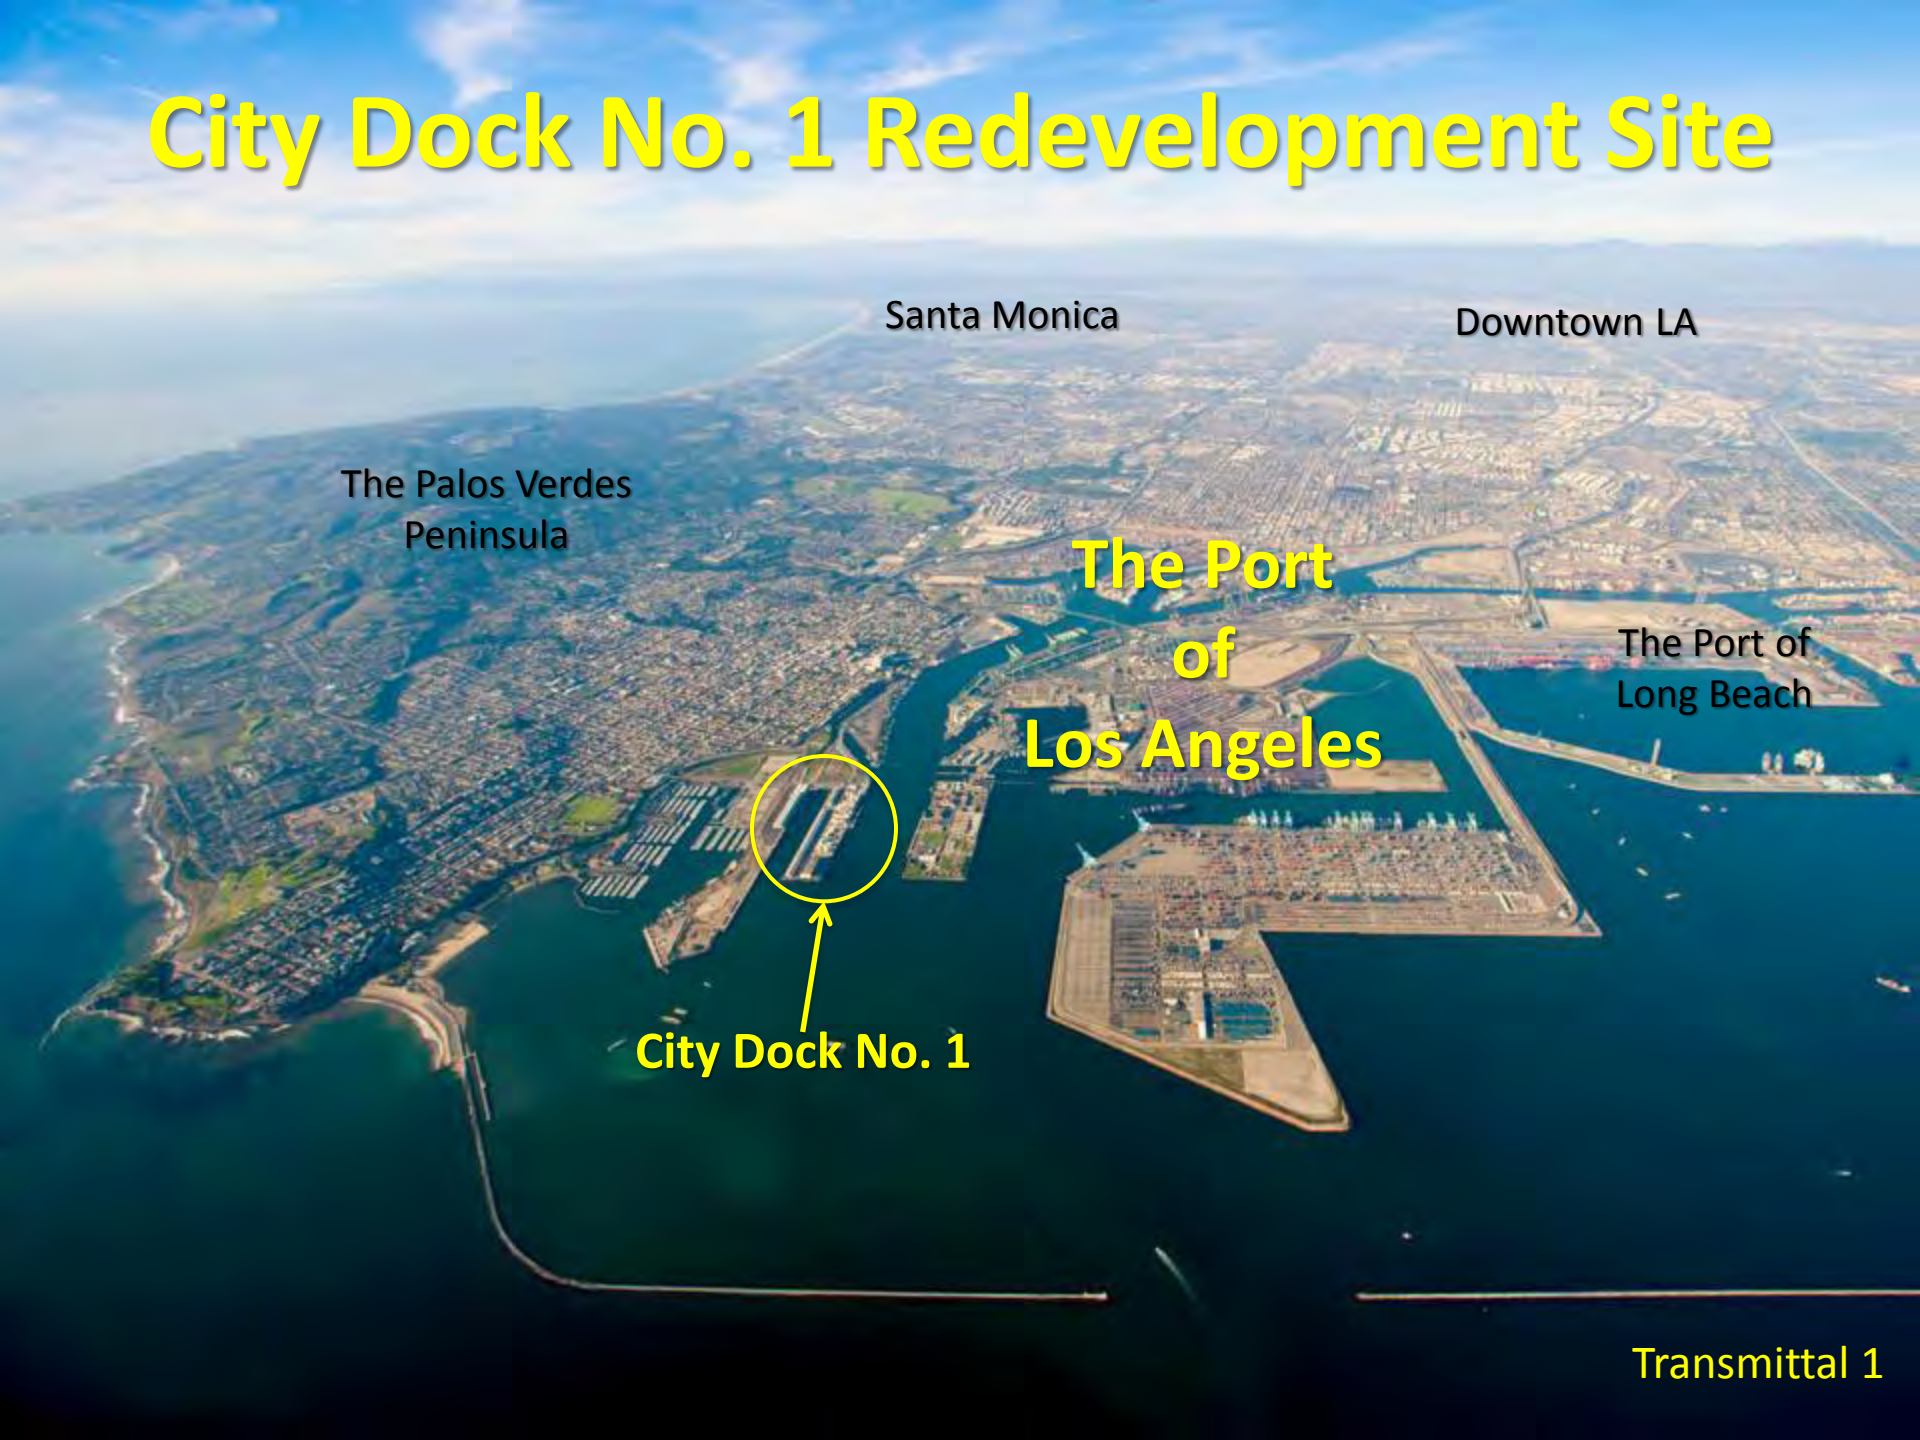 City Dock No. 1 Redevelopment Site
Santa Monica
Downtown LA
The Palos Verdes
Peninsula
The Port
of
Los Angeles
The Port of
Long Beach
City Dock No. 1
Transmittal 1